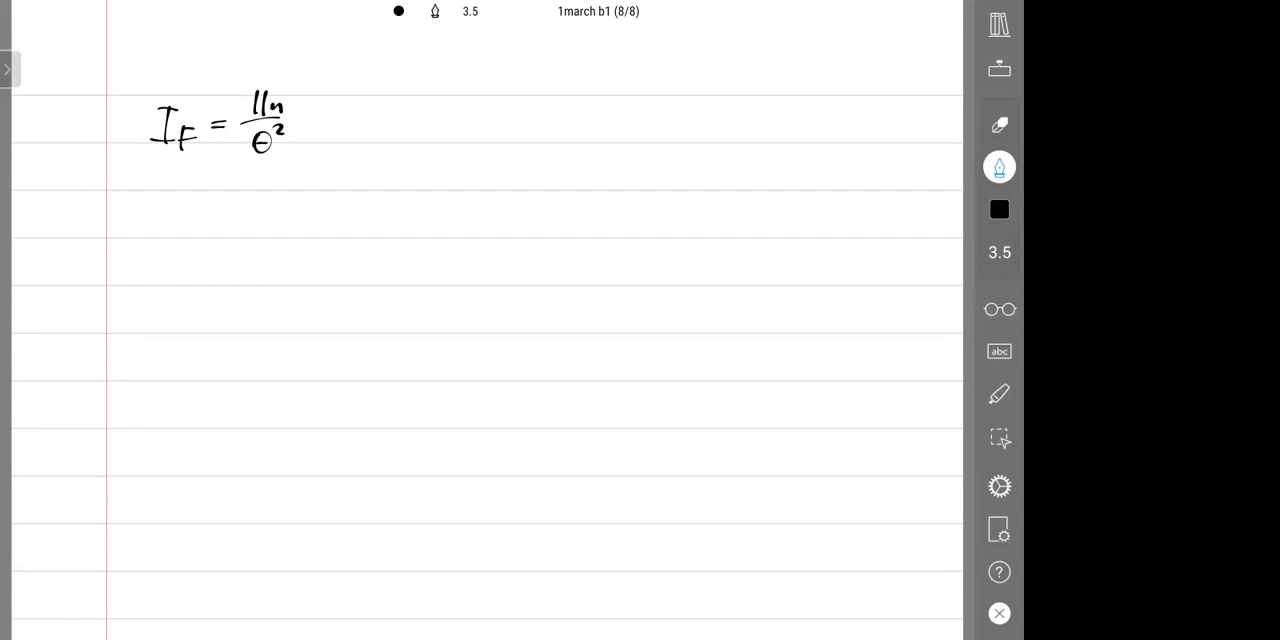 3.5 1march b1 (8/8)
I_F = 11n/θ²
3.5
abc
?